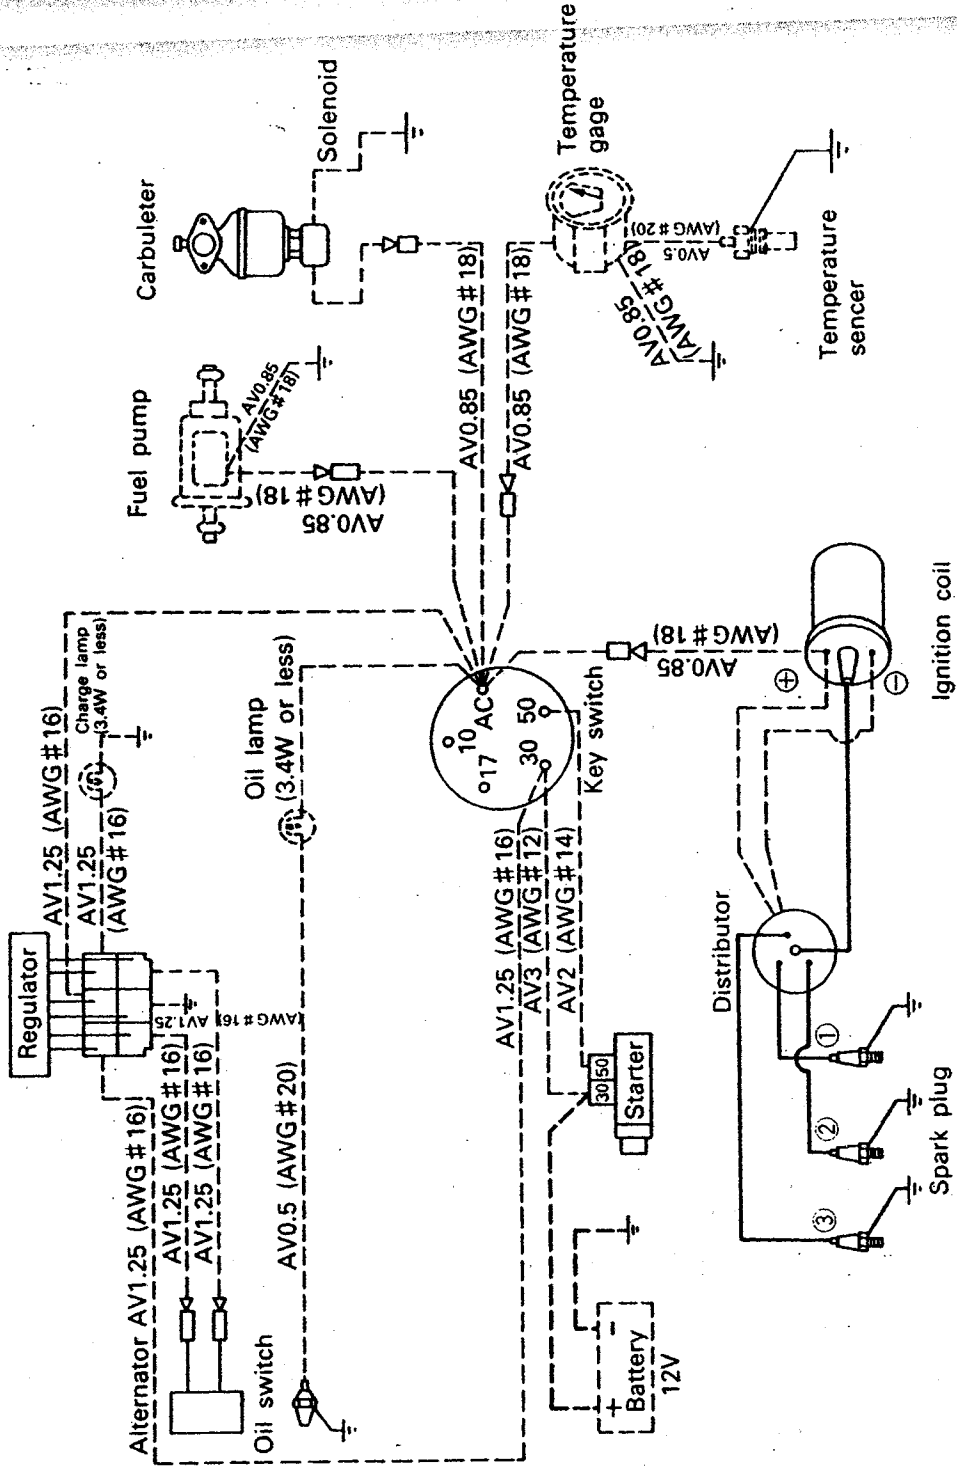 Alternator
AV1.25 (AWG#16)
AV1.25 (AWG#16)
AV1.25 (AWG#16)
Regulator
AV1.25 (AWG#16)
AV1.25
(AWG#16)
Charge lamp
(3.4W or less)
AV1.25
(AWG#16)
Oil switch
AV0.5 (AWG#20)
Oil lamp
(3.4W or less)
Fuel pump
AV0.85
(AWG#18)
AV0.85
(AWG#18)
Carbuleter
Solenoid
AV0.85 (AWG#18)
AV0.85 (AWG#18)
Temperature
gage
AV0.85
(AWG#18)
AV0.5
(AWG#20)
Temperature
sencer
10
AC
17
30
50
Key switch
AV1.25 (AWG#16)
AV3 (AWG#12)
AV2 (AWG#14)
30
50
Starter
+
-
Battery
12V
AV0.85
(AWG#18)
+
-
Ignition coil
Distributor
①
②
③
Spark plug